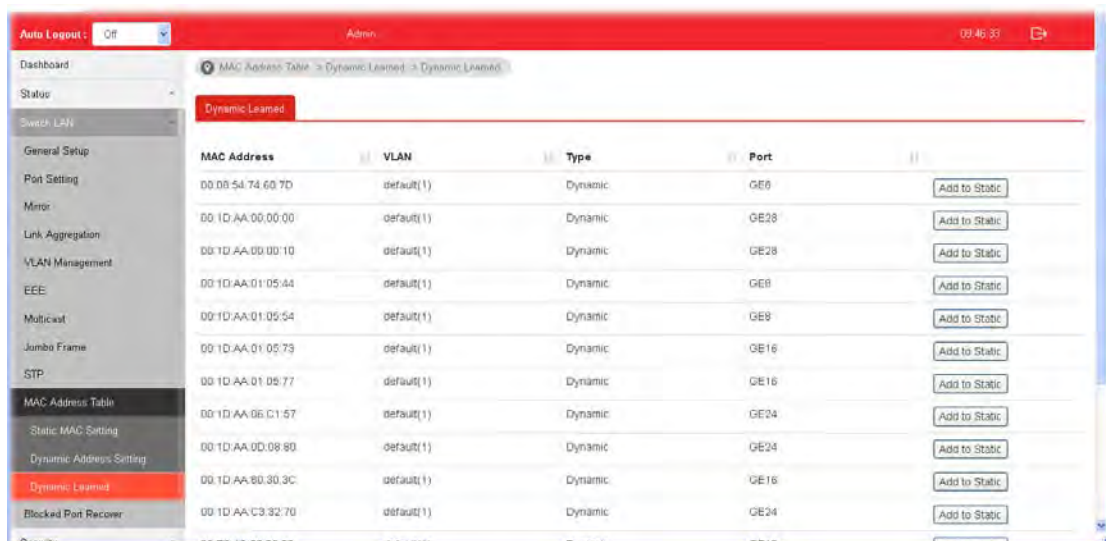 Auto Logout : Off Admin 09:46:33
Dashboard
MAC Address Table > Dynamic Learned > Dynamic Learned
Status
Dynamic Learned
Switch LAN
General Setup
Port Setting
Mirror
Link Aggregation
VLAN Management
EEE
Multicast
Jumbo Frame
STP
MAC Address Table
Static MAC Setting
Dynamic Address Setting
Dynamic Learned
Blocked Port Recover
MAC Address VLAN Type Port
default(1) Dynamic GE6 Add to Static
00:1D:AA:00:00:00 default(1) Dynamic GE28 Add to Static
00:1D:AA:00:00:10 default(1) Dynamic GE28 Add to Static
00:1D:AA:01:05:44 default(1) Dynamic GE8 Add to Static
00:1D:AA:01:05:54 default(1) Dynamic GE8 Add to Static
00:1D:AA:01:05:73 default(1) Dynamic GE16 Add to Static
00:1D:AA:01:05:77 default(1) Dynamic GE16 Add to Static
00:1D:AA:06:C1:57 default(1) Dynamic GE24 Add to Static
00:1D:AA:0D:08:80 default(1) Dynamic GE24 Add to Static
00:1D:AA:80:30:3C default(1) Dynamic GE16 Add to Static
00:1D:AA:C3:32:70 default(1) Dynamic GE24 Add to Static